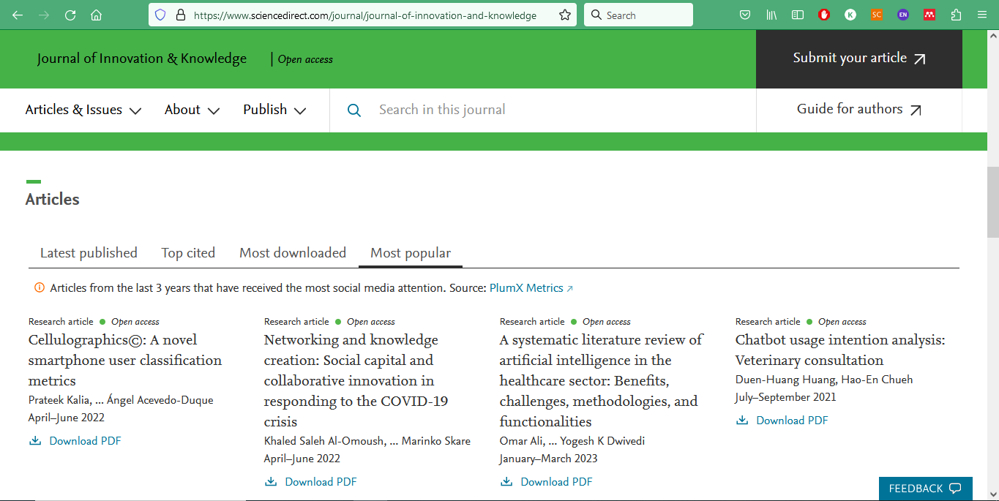 https://www.sciencedirect.com/journal/journal-of-innovation-and-knowledge
Search
K
SC
EN
Journal of Innovation & Knowledge | Open access
Submit your article
Articles & Issues
About
Publish
Search in this journal
Guide for authors
Articles
Latest published
Top cited
Most downloaded
Most popular
Articles from the last 3 years that have received the most social media attention. Source: PlumX Metrics
Research article
Open access
Cellulographics©: A novel
smartphone user classification
metrics
Prateek Kalia, ... Ángel Acevedo-Duque
April–June 2022
Download PDF
Research article
Open access
Networking and knowledge
creation: Social capital and
collaborative innovation in
responding to the COVID-19
crisis
Khaled Saleh Al-Omoush, ... Marinko Skare
April–June 2022
Download PDF
Research article
Open access
A systematic literature review of
artificial intelligence in the
healthcare sector: Benefits,
challenges, methodologies, and
functionalities
Omar Ali, ... Yogesh K Dwivedi
January–March 2023
Download PDF
Research article
Open access
Chatbot usage intention analysis:
Veterinary consultation
Duen-Huang Huang, Hao-En Chueh
July–September 2021
Download PDF
FEEDBACK